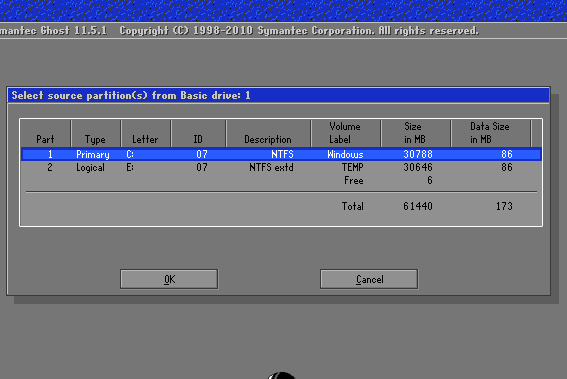 mantec Ghost 11.5.1 Copyright (C) 1998-2010 Symantec Corporation. All rights reserved.
Select source partition(s) from Basic drive: 1
Part Type Letter ID Description Volume Label Size in MB Data Size in MB
1 Primary C: 07 NTFS Windows 30788 86
2 Logical E: 07 NTFS extd TEMP 30646 86
Free 6
Total 61440 173
OK Cancel